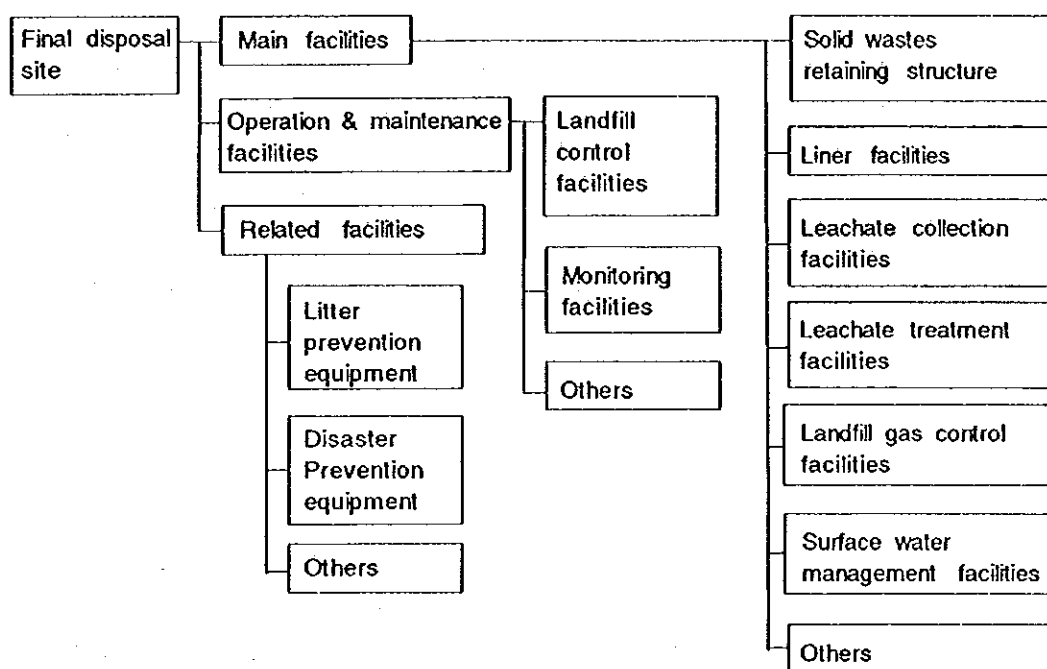 Final disposal
site
Main facilities
Solid wastes
retaining structure
Operation & maintenance
facilities
Landfill
control
facilities
Liner facilities
Related facilities
Leachate collection
facilities
Monitoring
facilities
Litter
prevention
equipment
Leachate treatment
facilities
Others
Disaster
Prevention
equipment
Landfill gas control
facilities
Others
Surface water
management facilities
Others